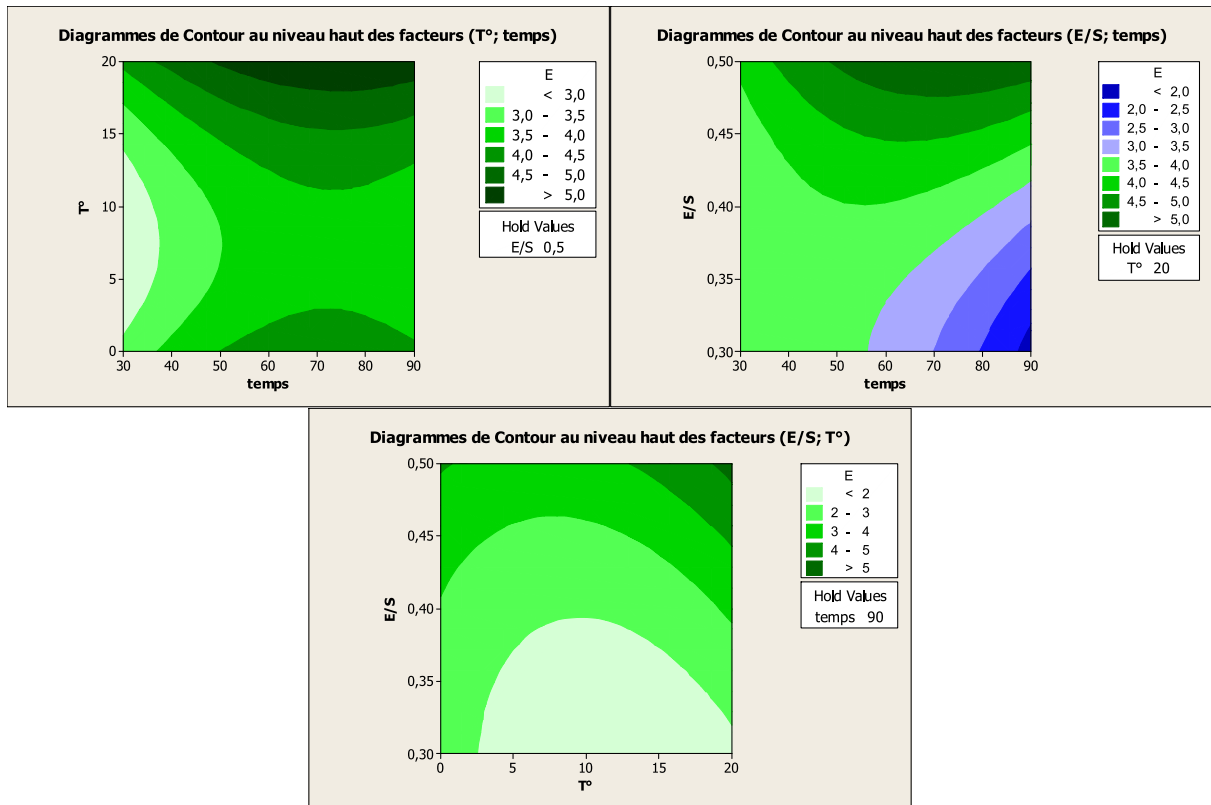 Diagrammes de Contour au niveau haut des facteurs (T°; temps)
20
15
10
5
0
T°
30 40 50 60 70 80 90
temps
E
< 3,0
3,0 - 3,5
3,5 - 4,0
4,0 - 4,5
4,5 - 5,0
> 5,0
Hold Values
E/S 0,5
Diagrammes de Contour au niveau haut des facteurs (E/S; temps)
0,50
0,45
0,40
0,35
0,30
E/S
30 40 50 60 70 80 90
temps
E
< 2,0
2,0 - 2,5
2,5 - 3,0
3,0 - 3,5
3,5 - 4,0
4,0 - 4,5
4,5 - 5,0
> 5,0
Hold Values
T° 20
Diagrammes de Contour au niveau haut des facteurs (E/S; T°)
0,50
0,45
0,40
0,35
0,30
E/S
0 5 10 15 20
T°
E
< 2
2 - 3
3 - 4
4 - 5
> 5
Hold Values
temps 90